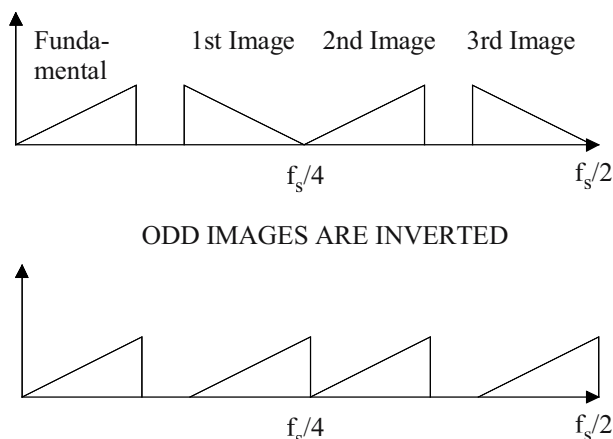 Funda-
mental
1st Image
2nd Image
3rd Image
fs/4
fs/2
ODD IMAGES ARE INVERTED
fs/4
fs/2